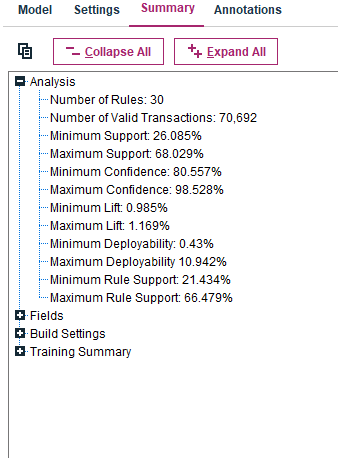 Model Settings Summary Annotations
Collapse All Expand All
Analysis
Number of Rules: 30
Number of Valid Transactions: 70,692
Minimum Support: 26.085%
Maximum Support: 68.029%
Minimum Confidence: 80.557%
Maximum Confidence: 98.528%
Minimum Lift: 0.985%
Maximum Lift: 1.169%
Minimum Deployability: 0.43%
Maximum Deployability 10.942%
Minimum Rule Support: 21.434%
Maximum Rule Support: 66.479%
Fields
Build Settings
Training Summary